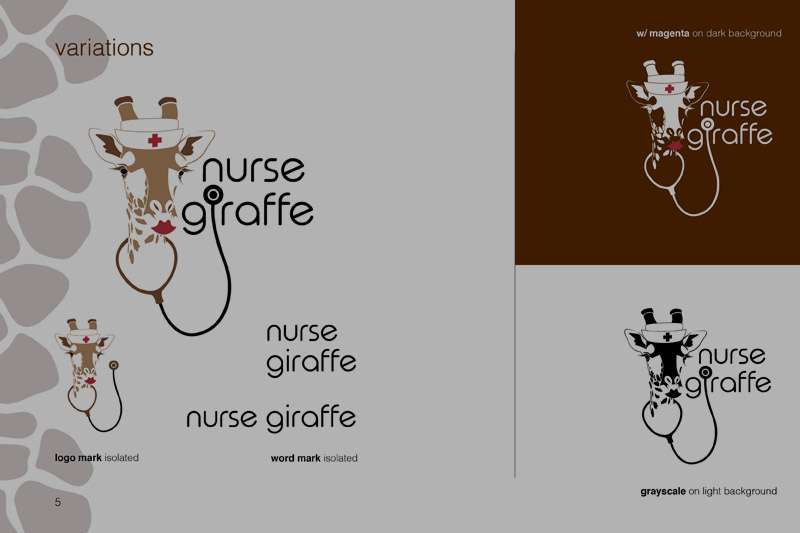 variations
nurse
giraffe
nurse
giraffe
nurse giraffe
logo mark isolated
word mark isolated
5
w/ magenta on dark background
nurse
giraffe
nurse
giraffe
grayscale on light background